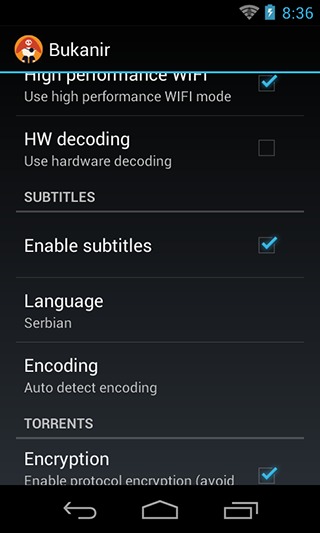 8:36
Bukanir
High performance WIFI
Use high performance WIFI mode
HW decoding
Use hardware decoding
SUBTITLES
Enable subtitles
Language
Serbian
Encoding
Auto detect encoding
TORRENTS
Encryption
Enable protocol encryption (avoid